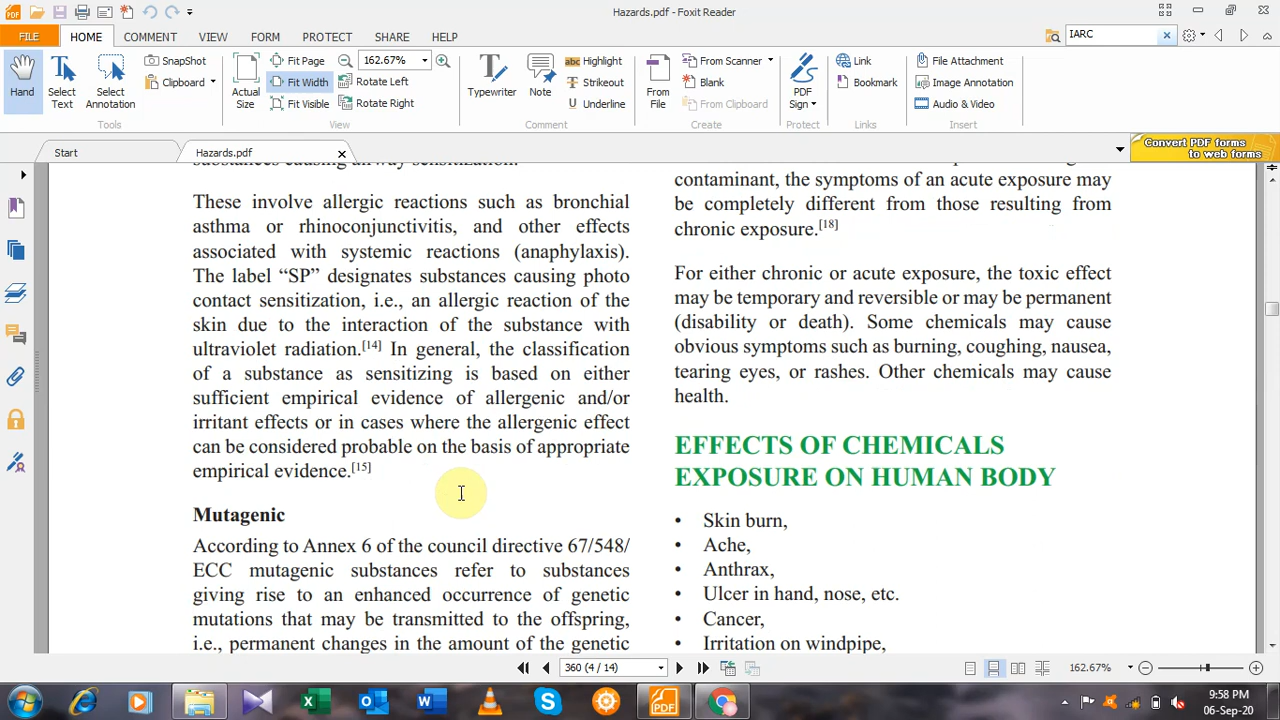 Hazards.pdf - Foxit Reader
FILE HOME COMMENT VIEW FORM PROTECT SHARE HELP IARC
Hand
Select Text
Select Annotation
SnapShot
Clipboard
Tools
Actual Size
Fit Page
Fit Width
Fit Visible
162.67%
Rotate Left
Rotate Right
View
Typewriter
Note
Highlight
Strikeout
Underline
Comment
From File
From Scanner
Blank
From Clipboard
Create
PDF Sign
Protect
Link
Bookmark
Links
File Attachment
Image Annotation
Audio & Video
Insert
Start
Hazards.pdf
Convert PDF forms
to web forms
substances causing airway sensitization.
These involve allergic reactions such as bronchial
asthma or rhinoconjunctivitis, and other effects
associated with systemic reactions (anaphylaxis).
The label “SP” designates substances causing photo
contact sensitization, i.e., an allergic reaction of the
skin due to the interaction of the substance with
ultraviolet radiation.[14] In general, the classification
of a substance as sensitizing is based on either
sufficient empirical evidence of allergenic and/or
irritant effects or in cases where the allergenic effect
can be considered probable on the basis of appropriate
empirical evidence.[15]
Mutagenic
According to Annex 6 of the council directive 67/548/
ECC mutagenic substances refer to substances
giving rise to an enhanced occurrence of genetic
mutations that may be transmitted to the offspring,
i.e., permanent changes in the amount of the genetic
contaminant, the symptoms of an acute exposure may
be completely different from those resulting from
chronic exposure.[18]
For either chronic or acute exposure, the toxic effect
may be temporary and reversible or may be permanent
(disability or death). Some chemicals may cause
obvious symptoms such as burning, coughing, nausea,
tearing eyes, or rashes. Other chemicals may cause
health.
EFFECTS OF CHEMICALS
EXPOSURE ON HUMAN BODY
• Skin burn,
• Ache,
• Anthrax,
• Ulcer in hand, nose, etc.
• Cancer,
• Irritation on windpipe,
360 (4 / 14)
162.67%
9:58 PM
06-Sep-20